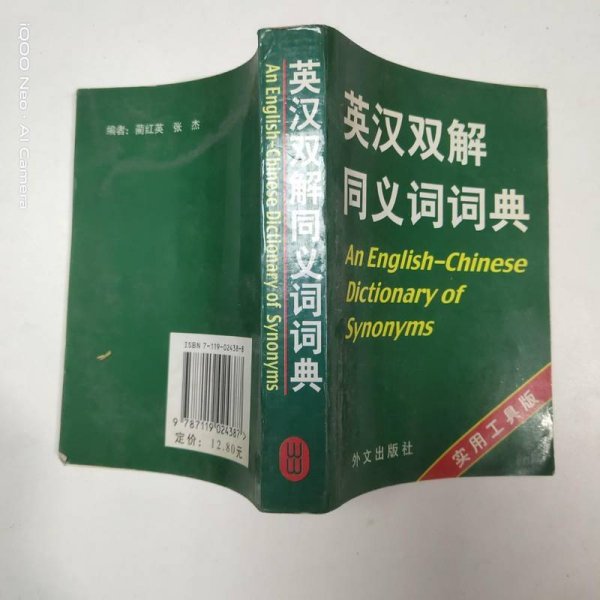 iQOO Neo · AI Camera
编者：蔺红英 张 杰
ISBN 7-119-02438-8
9 787119 024387 >
定价： 12.80元
英汉双解同义词词典
An English-Chinese Dictionary of Synonyms
英汉双解
同义词词典
An English-Chinese
Dictionary of
Synonyms
实用工具版
外文出版社